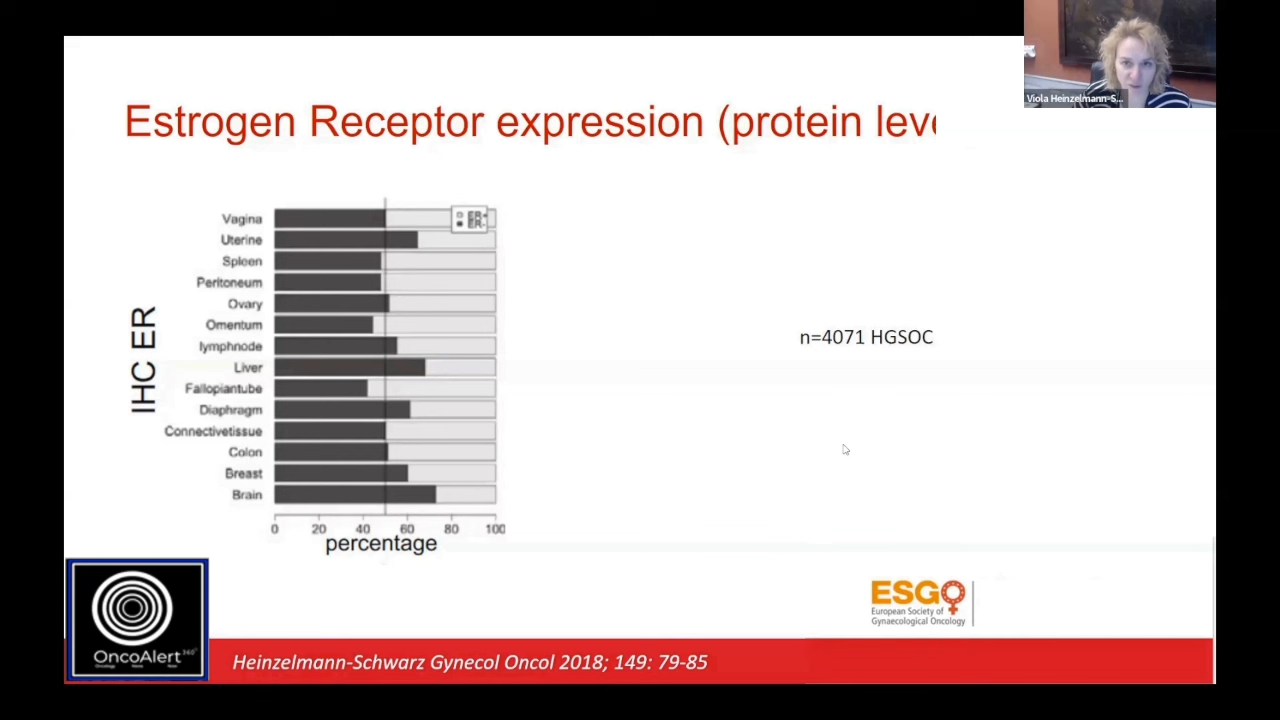 Viola Heinzelmann-S...
Estrogen Receptor expression (protein leve
IHC ER
Vagina
Uterine
Spleen
Peritoneum
Ovary
Omentum
lymphnode
Liver
Fallopiantube
Diaphragm
Connectivetissue
Colon
Breast
Brain
0 20 40 60 80 100
percentage
n=4071 HGSOC
ESGO
European Society of
Gynaecological Oncology
OncoAlert 360°
Heinzelmann-Schwarz Gynecol Oncol 2018; 149: 79-85